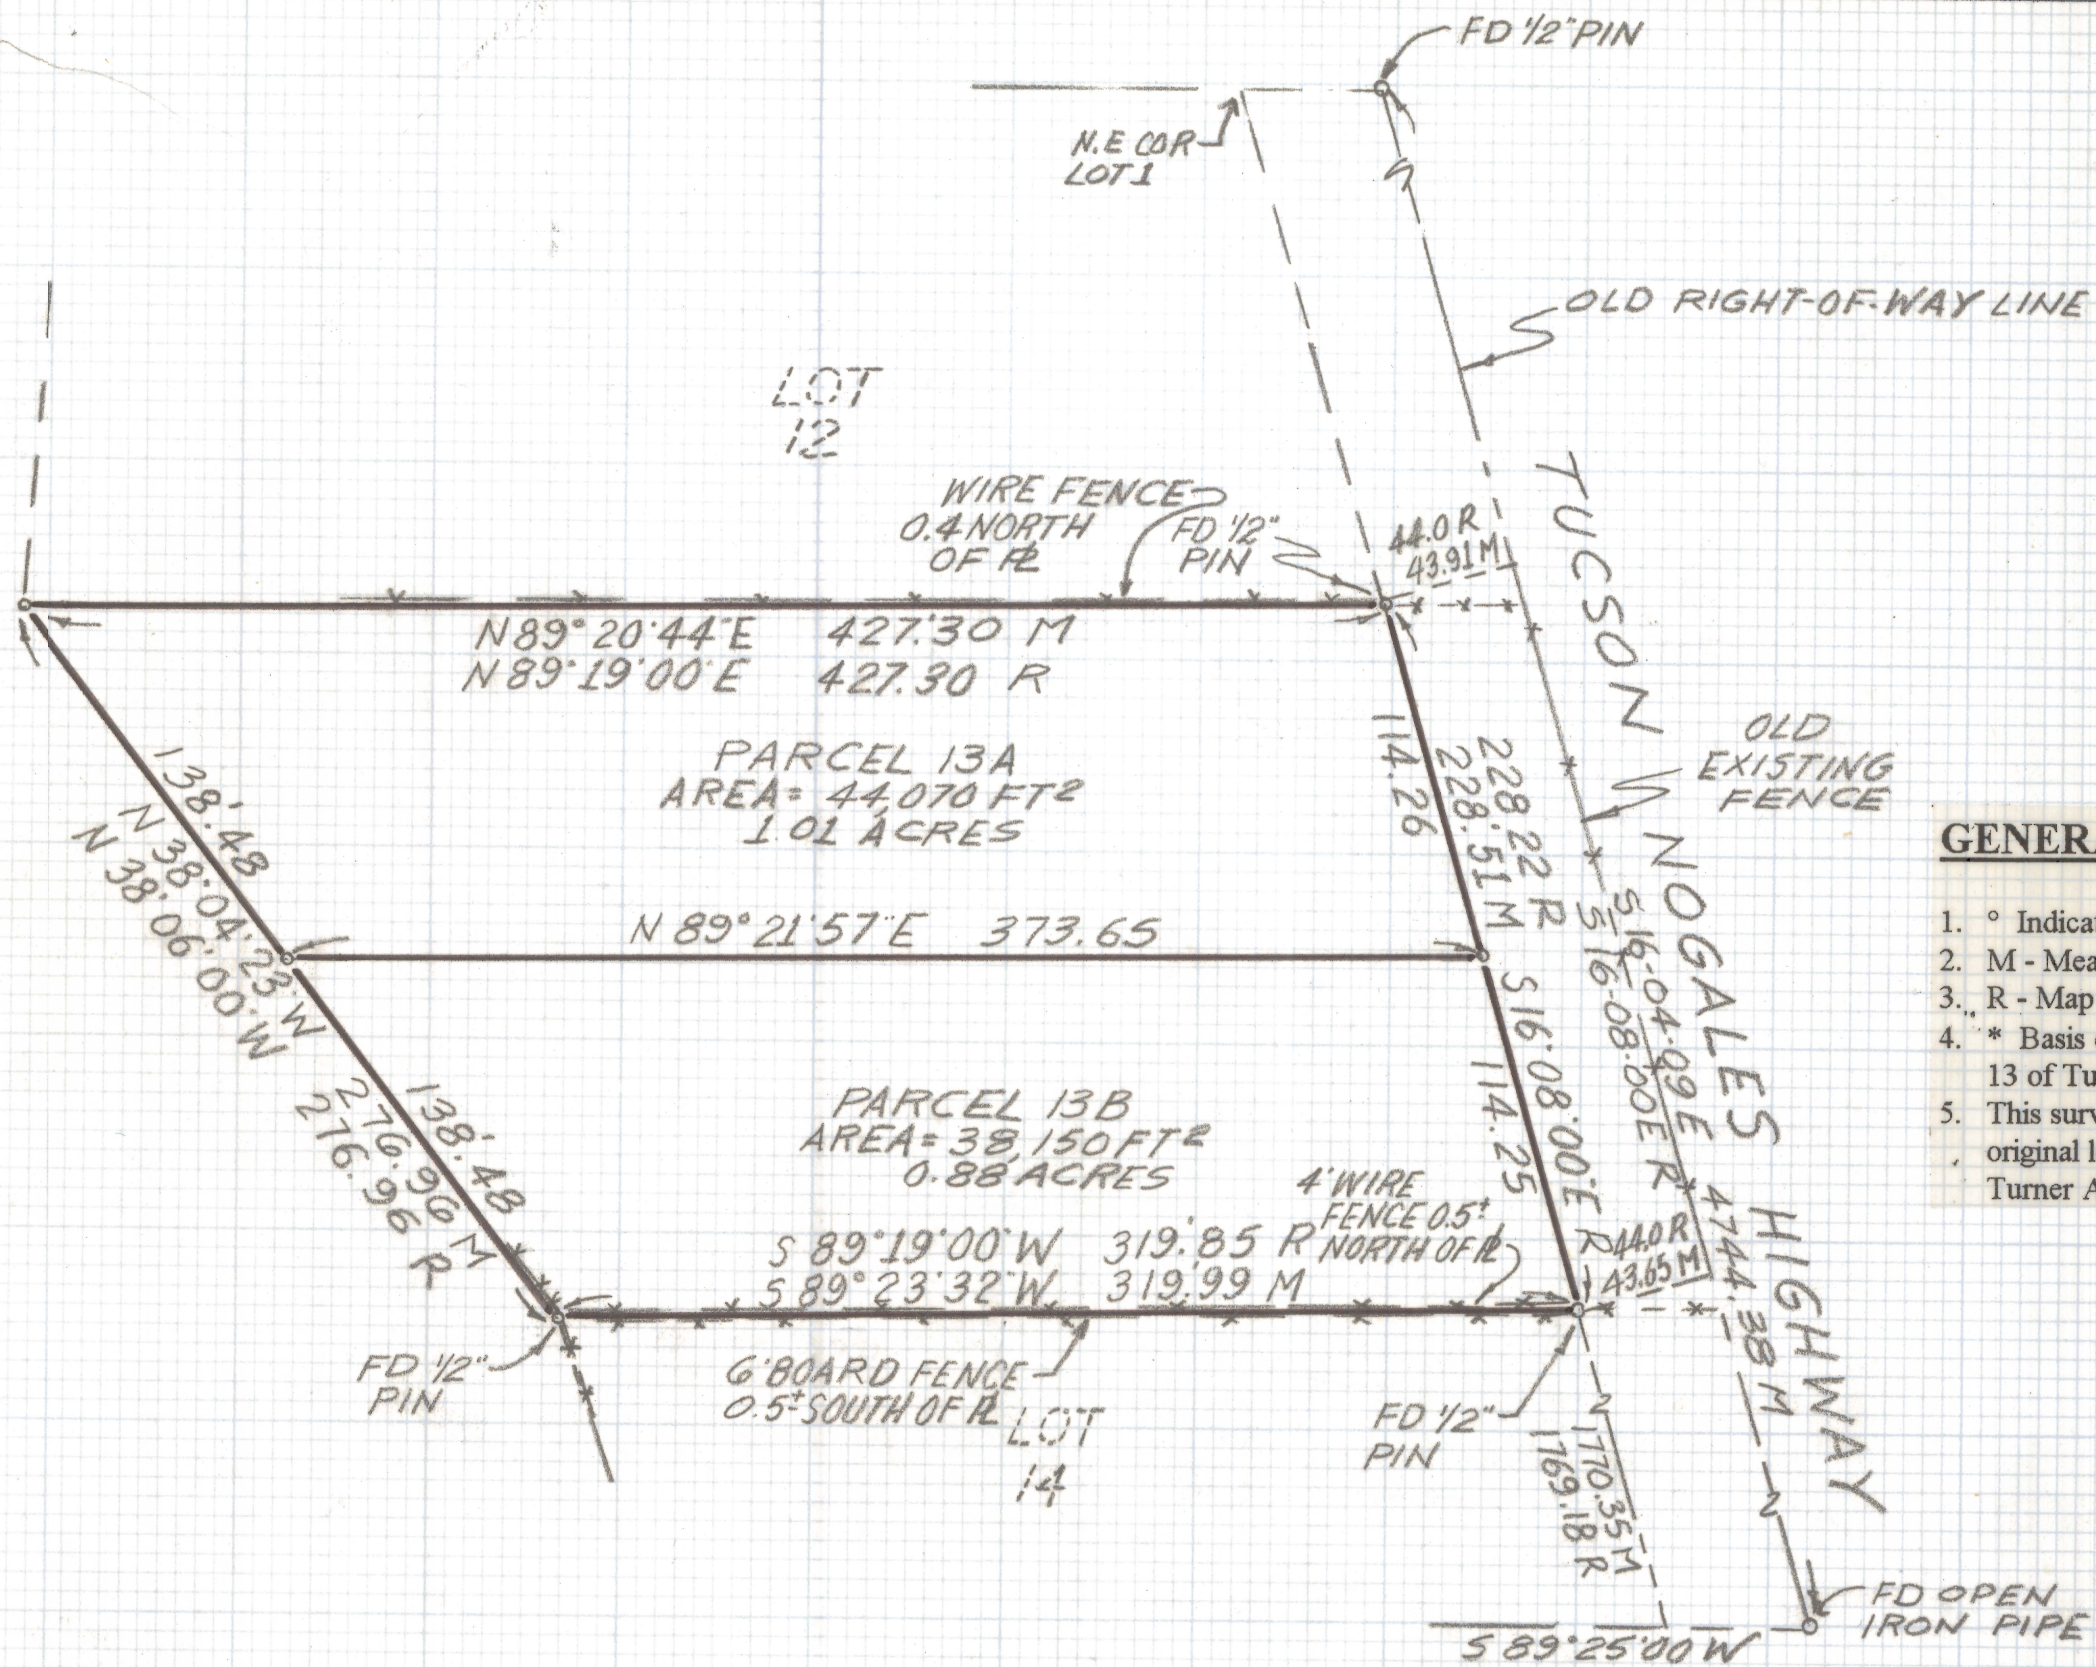 FD 1/2" PIN
N.E COR
LOT 1
OLD RIGHT-OF-WAY LINE
LOT
12
WIRE FENCE
0.4 NORTH
OF PL
FD 1/2"
PIN
44.0 R
43.91 M
TUCSON NOGALES HIGHWAY
N 89° 20' 44" E 427.30 M
N 89° 19' 00" E 427.30 R
OLD
EXISTING
FENCE
PARCEL 13A
AREA = 44,070 FT²
1.01 ACRES
114.26
228.22 R
228.51 M
S 16° 08' 00" E R
138.48
N 38° 04' 23" W
N 38° 06' 00" W
S 16-04-09 E 4744.38 M
S 16-08-00 E R
N 89° 21' 57" E 373.65
138.48
276.96 M
276.96 R
PARCEL 13B
AREA = 38,150 FT²
0.88 ACRES
114.25
4' WIRE
FENCE 0.5±
NORTH OF PL
S 89° 19' 00" W 319.85 R
S 89° 23' 32" W 319.99 M
44.0 R
43.65 M
FD 1/2"
PIN
6' BOARD FENCE
0.5± SOUTH OF PL
LOT
14
FD 1/2"
PIN
1770.35 M
1769.18 R
FD OPEN
IRON PIPE
S 89° 25' 00 W
GENERA
1. ° Indica
2. M - Mea
3. R - Map
4. * Basis
13 of Tu
5. This surv
original l
Turner A